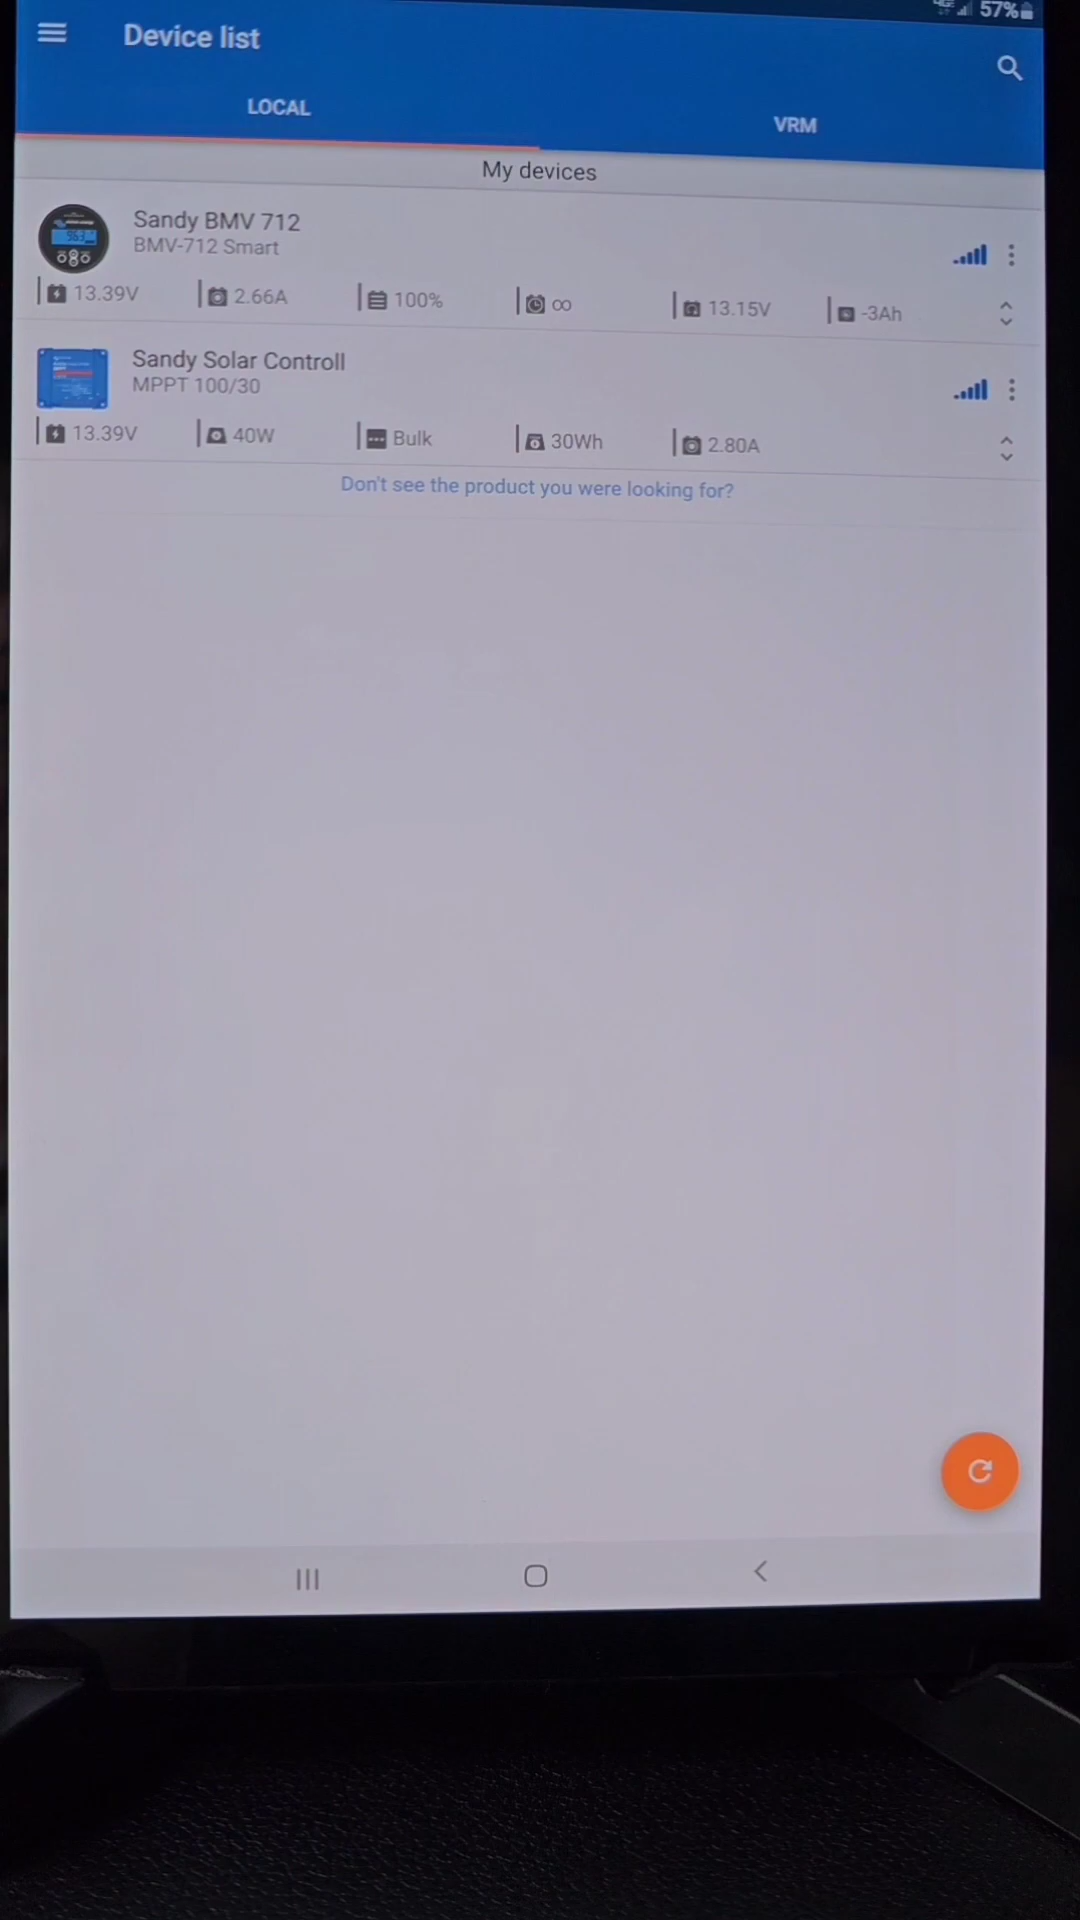 57%
Device list
LOCAL
VRM
My devices
Sandy BMV 712
BMV-712 Smart
13.39V 2.66A 100% ∞ 13.15V -3Ah
Sandy Solar Controll
MPPT 100/30
13.39V 40W Bulk 30Wh 2.80A
Don't see the product you were looking for?